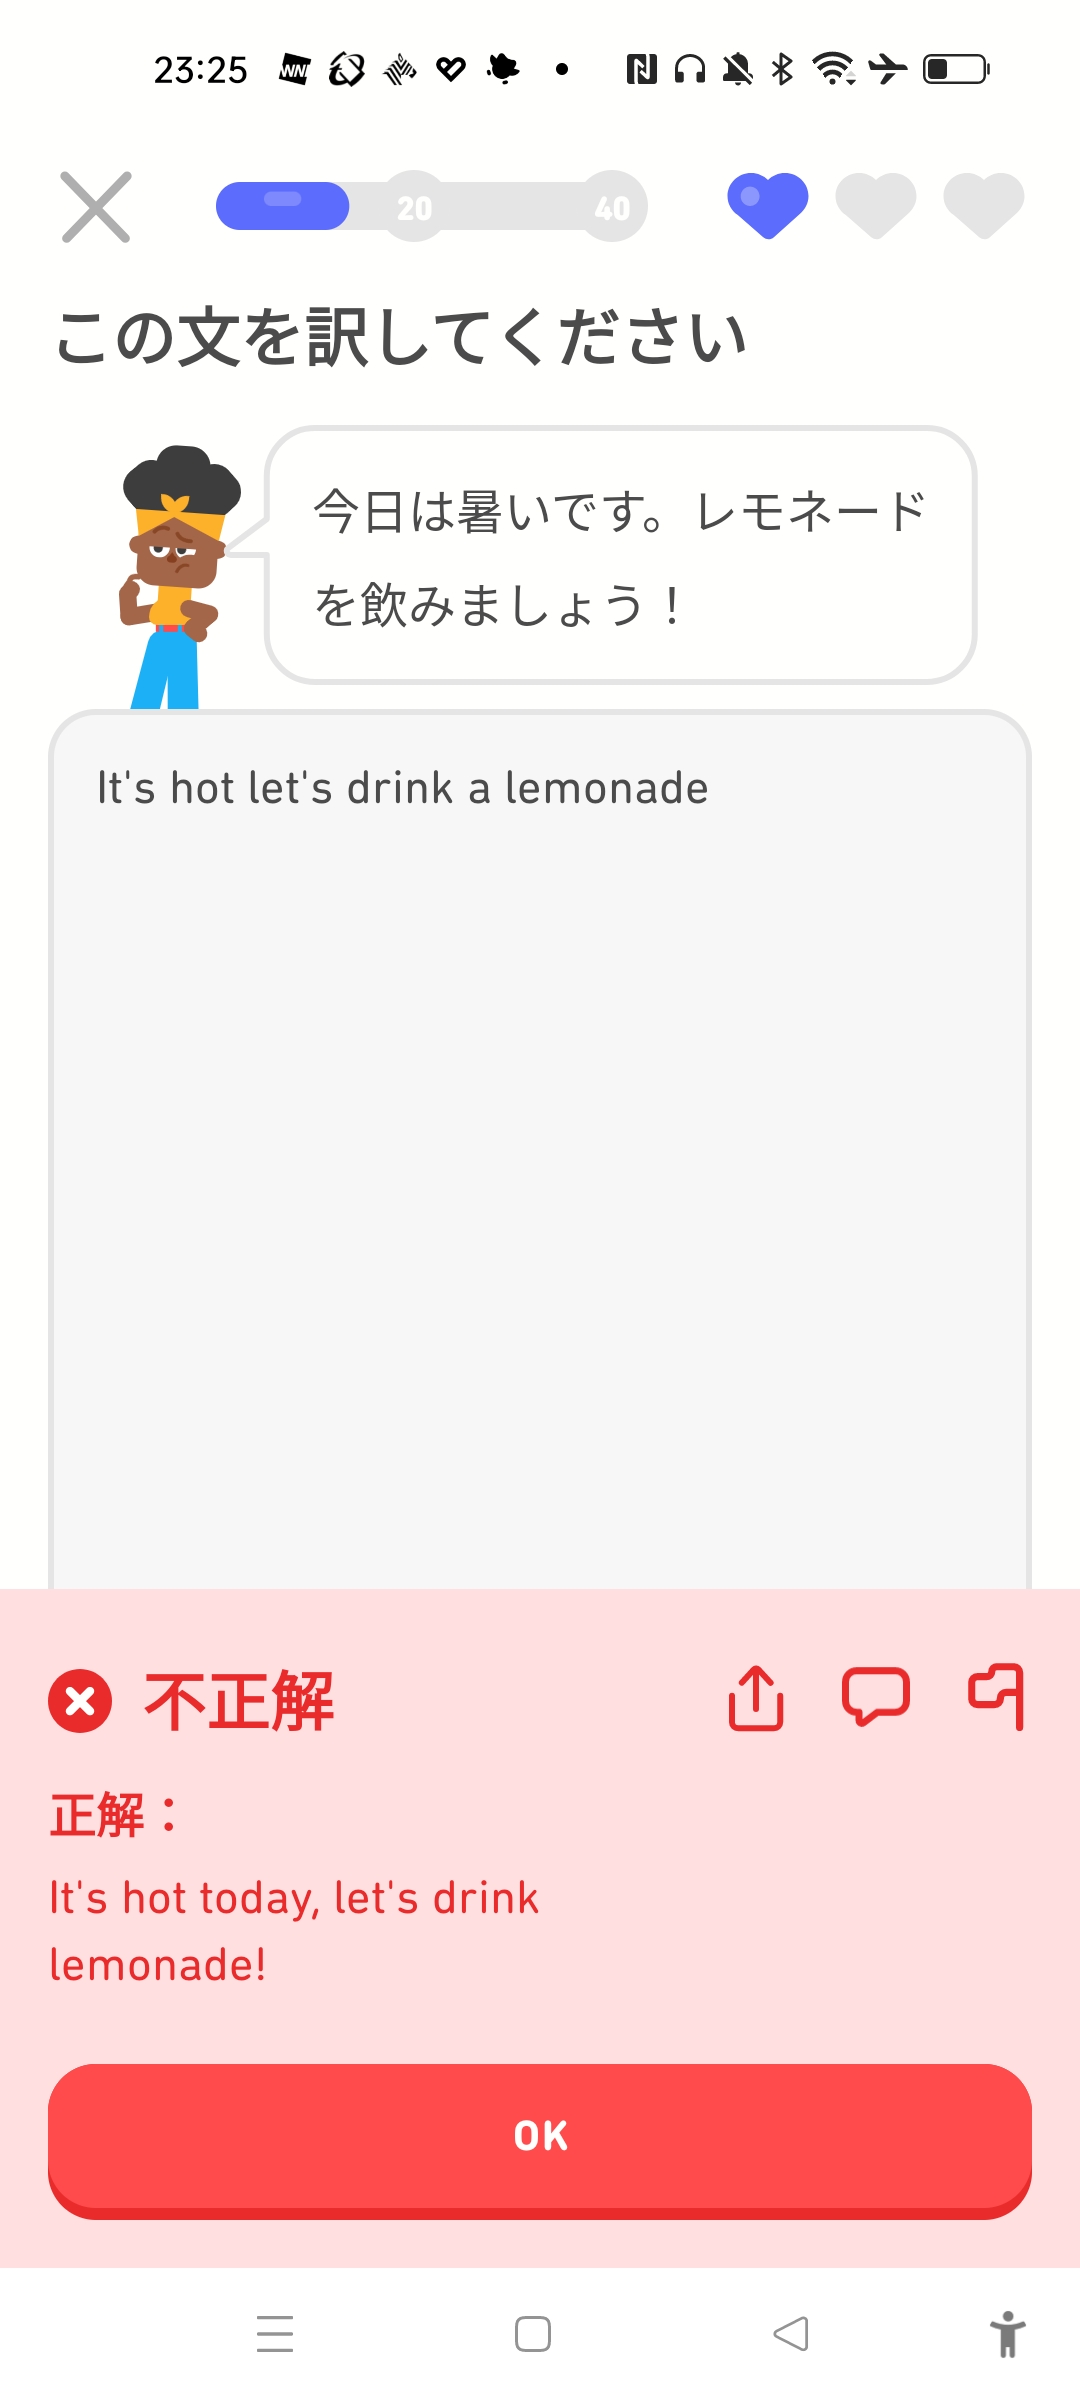 23:25
20
40
この文を訳してください
今日は暑いです。レモネード
を飲みましょう！
It's hot let's drink a lemonade
不正解
正解：
It's hot today, let's drink
lemonade!
OK